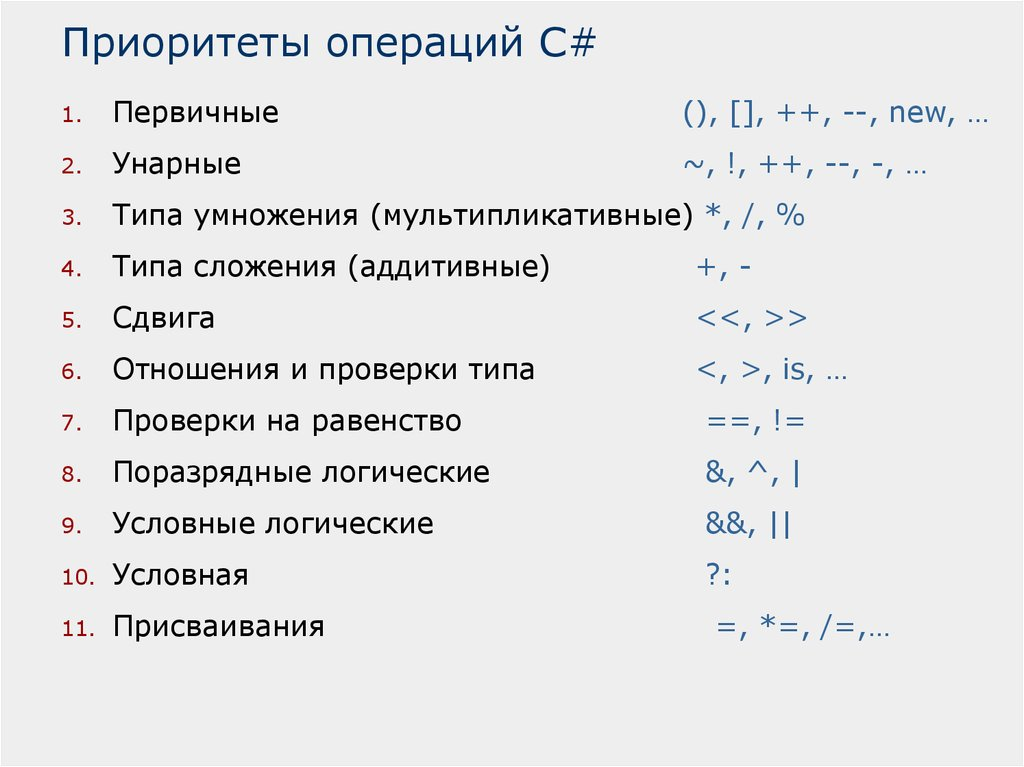 Приоритеты операций C#
1. Первичные (), [], ++, --, new, …
2. Унарные ~, !, ++, --, -, …
3. Типа умножения (мультипликативные) *, /, %
4. Типа сложения (аддитивные) +, -
5. Сдвига <<, >>
6. Отношения и проверки типа <, >, is, …
7. Проверки на равенство ==, !=
8. Поразрядные логические &, ^, |
9. Условные логические &&, ||
10. Условная ?:
11. Присваивания =, *=, /=,…